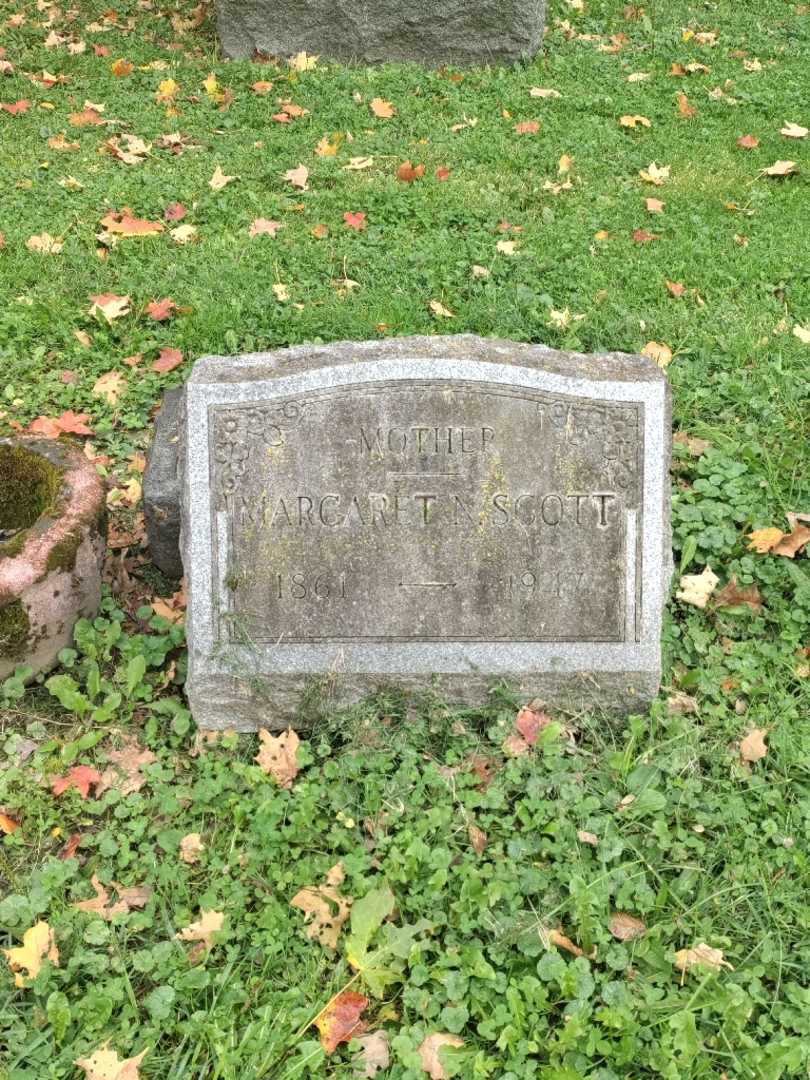 MOTHER
MARGARET N. SCOTT
1861 — 1947